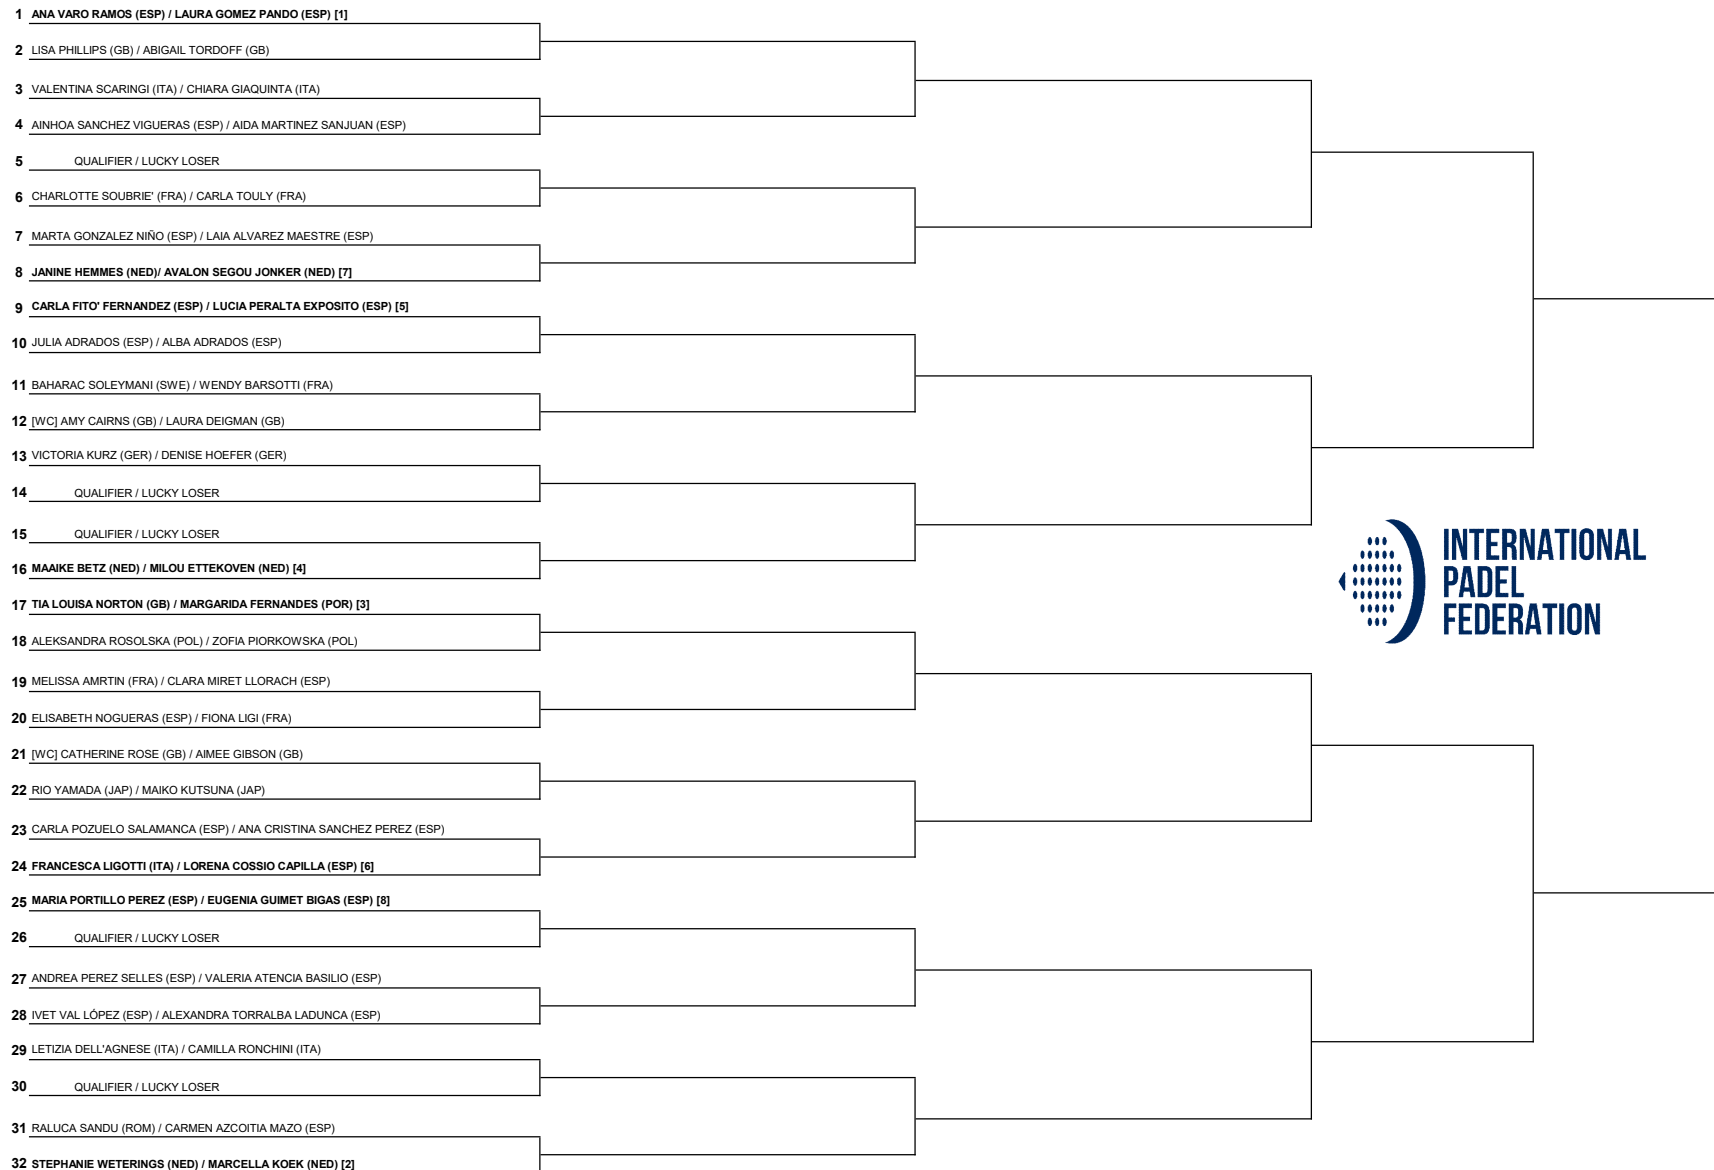 1 ANA VARO RAMOS (ESP) / LAURA GOMEZ PANDO (ESP) [1]
2 LISA PHILLIPS (GB) / ABIGAIL TORDOFF (GB)
3 VALENTINA SCARINGI (ITA) / CHIARA GIAQUINTA (ITA)
4 AINHOA SANCHEZ VIGUERAS (ESP) / AIDA MARTINEZ SANJUAN (ESP)
5 QUALIFIER / LUCKY LOSER
6 CHARLOTTE SOUBRIE' (FRA) / CARLA TOULY (FRA)
7 MARTA GONZALEZ NIÑO (ESP) / LAIA ALVAREZ MAESTRE (ESP)
8 JANINE HEMMES (NED)/ AVALON SEGOU JONKER (NED) [7]
9 CARLA FITO' FERNANDEZ (ESP) / LUCIA PERALTA EXPOSITO (ESP) [5]
10 JULIA ADRADOS (ESP) / ALBA ADRADOS (ESP)
11 BAHARAC SOLEYMANI (SWE) / WENDY BARSOTTI (FRA)
12 [WC] AMY CAIRNS (GB) / LAURA DEIGMAN (GB)
13 VICTORIA KURZ (GER) / DENISE HOEFER (GER)
14 QUALIFIER / LUCKY LOSER
15 QUALIFIER / LUCKY LOSER
16 MAAIKE BETZ (NED) / MILOU ETTEKOVEN (NED) [4]
INTERNATIONAL
PADEL
FEDERATION
17 TIA LOUISA NORTON (GB) / MARGARIDA FERNANDES (POR) [3]
18 ALEKSANDRA ROSOLSKA (POL) / ZOFIA PIORKOWSKA (POL)
19 MELISSA AMRTIN (FRA) / CLARA MIRET LLORACH (ESP)
20 ELISABETH NOGUERAS (ESP) / FIONA LIGI (FRA)
21 [WC] CATHERINE ROSE (GB) / AIMEE GIBSON (GB)
22 RIO YAMADA (JAP) / MAIKO KUTSUNA (JAP)
23 CARLA POZUELO SALAMANCA (ESP) / ANA CRISTINA SANCHEZ PEREZ (ESP)
24 FRANCESCA LIGOTTI (ITA) / LORENA COSSIO CAPILLA (ESP) [6]
25 MARIA PORTILLO PEREZ (ESP) / EUGENIA GUIMET BIGAS (ESP) [8]
26 QUALIFIER / LUCKY LOSER
27 ANDREA PEREZ SELLES (ESP) / VALERIA ATENCIA BASILIO (ESP)
28 IVET VAL LÓPEZ (ESP) / ALEXANDRA TORRALBA LADUNCA (ESP)
29 LETIZIA DELL'AGNESE (ITA) / CAMILLA RONCHINI (ITA)
30 QUALIFIER / LUCKY LOSER
31 RALUCA SANDU (ROM) / CARMEN AZCOITIA MAZO (ESP)
32 STEPHANIE WETERINGS (NED) / MARCELLA KOEK (NED) [2]